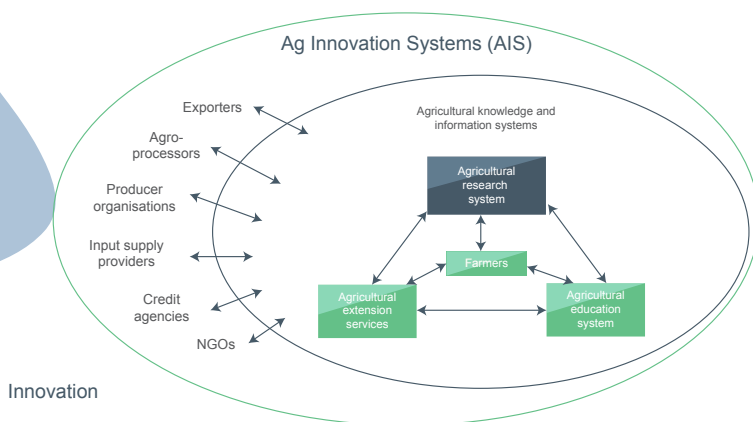 Ag Innovation Systems (AIS)
Exporters
Agro-
processors
Producer
organisations
Input supply
providers
Credit
agencies
NGOs
Agricultural knowledge and
information systems
Agricultural
research
system
Farmers
Agricultural
extension
services
Agricultural
education
system
Innovation